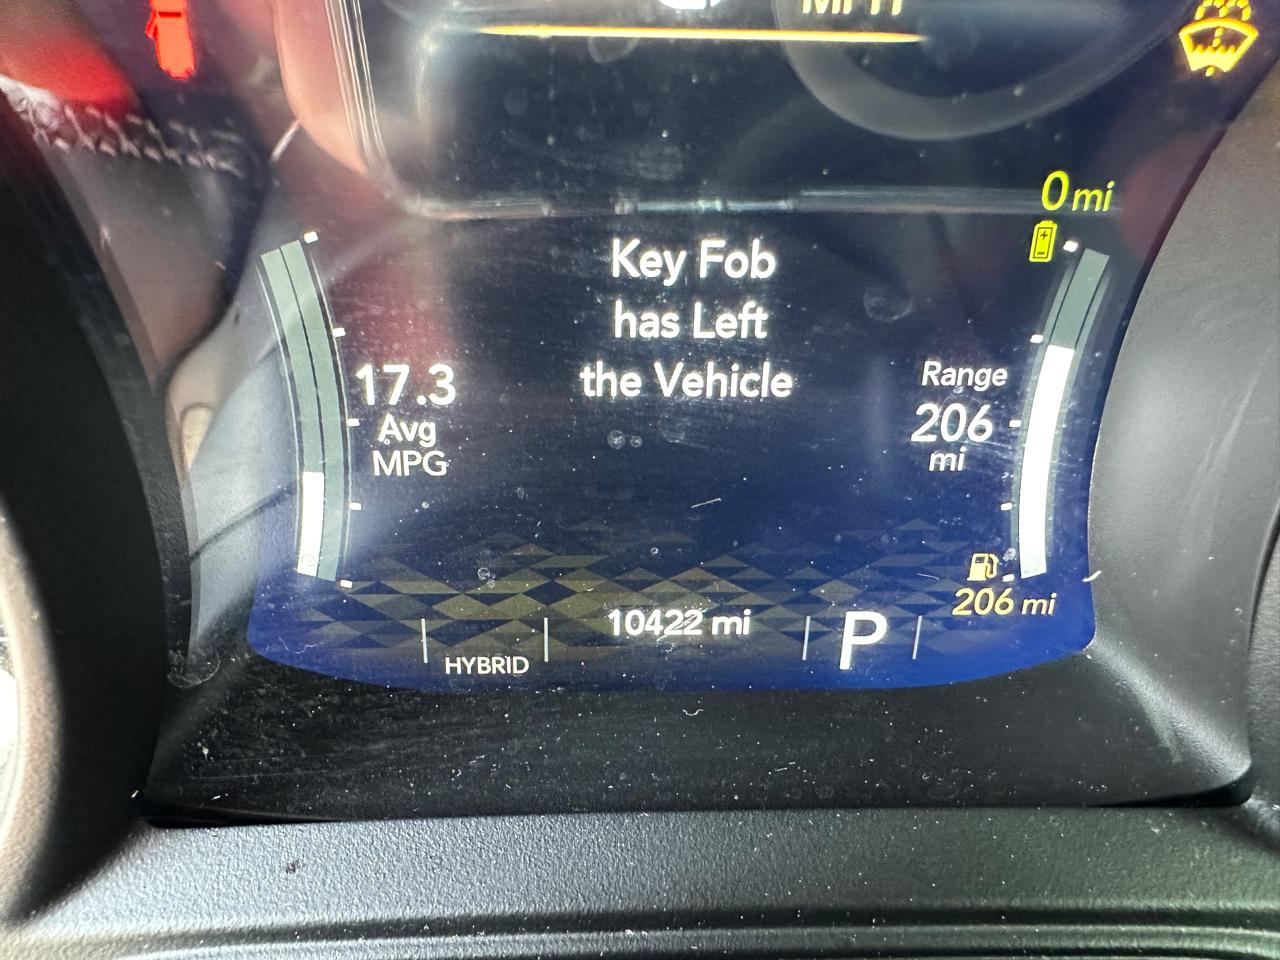 MPH
0 mi
Key Fob
has Left
the Vehicle
17.3
Avg
MPG
Range
206
mi
206 mi
10422 mi
P
HYBRID